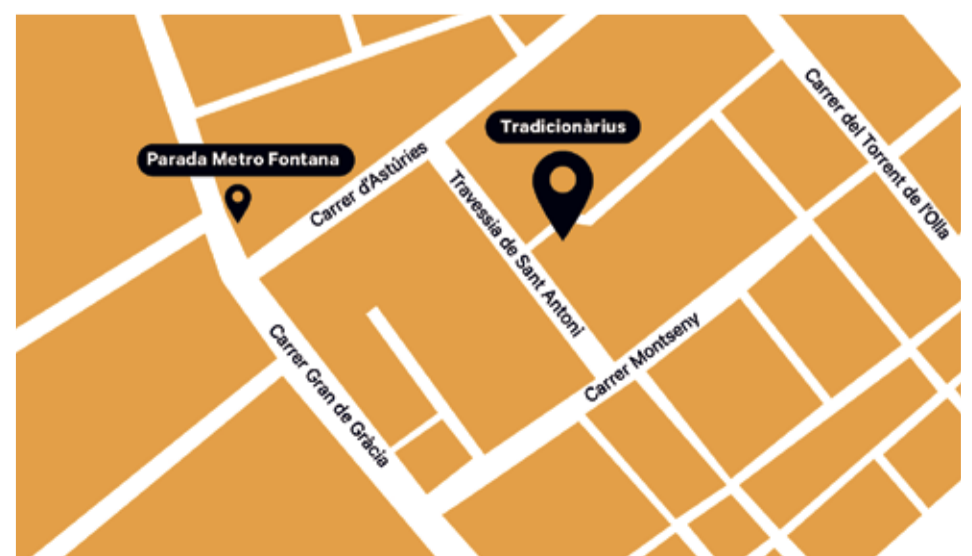 Tradicionàrius
Parada Metro Fontana
Carrer d'Astúries
Travessia de Sant Antoni
Carrer del Torrent de l'Olla
Carrer Gran de Gràcia
Carrer Montseny